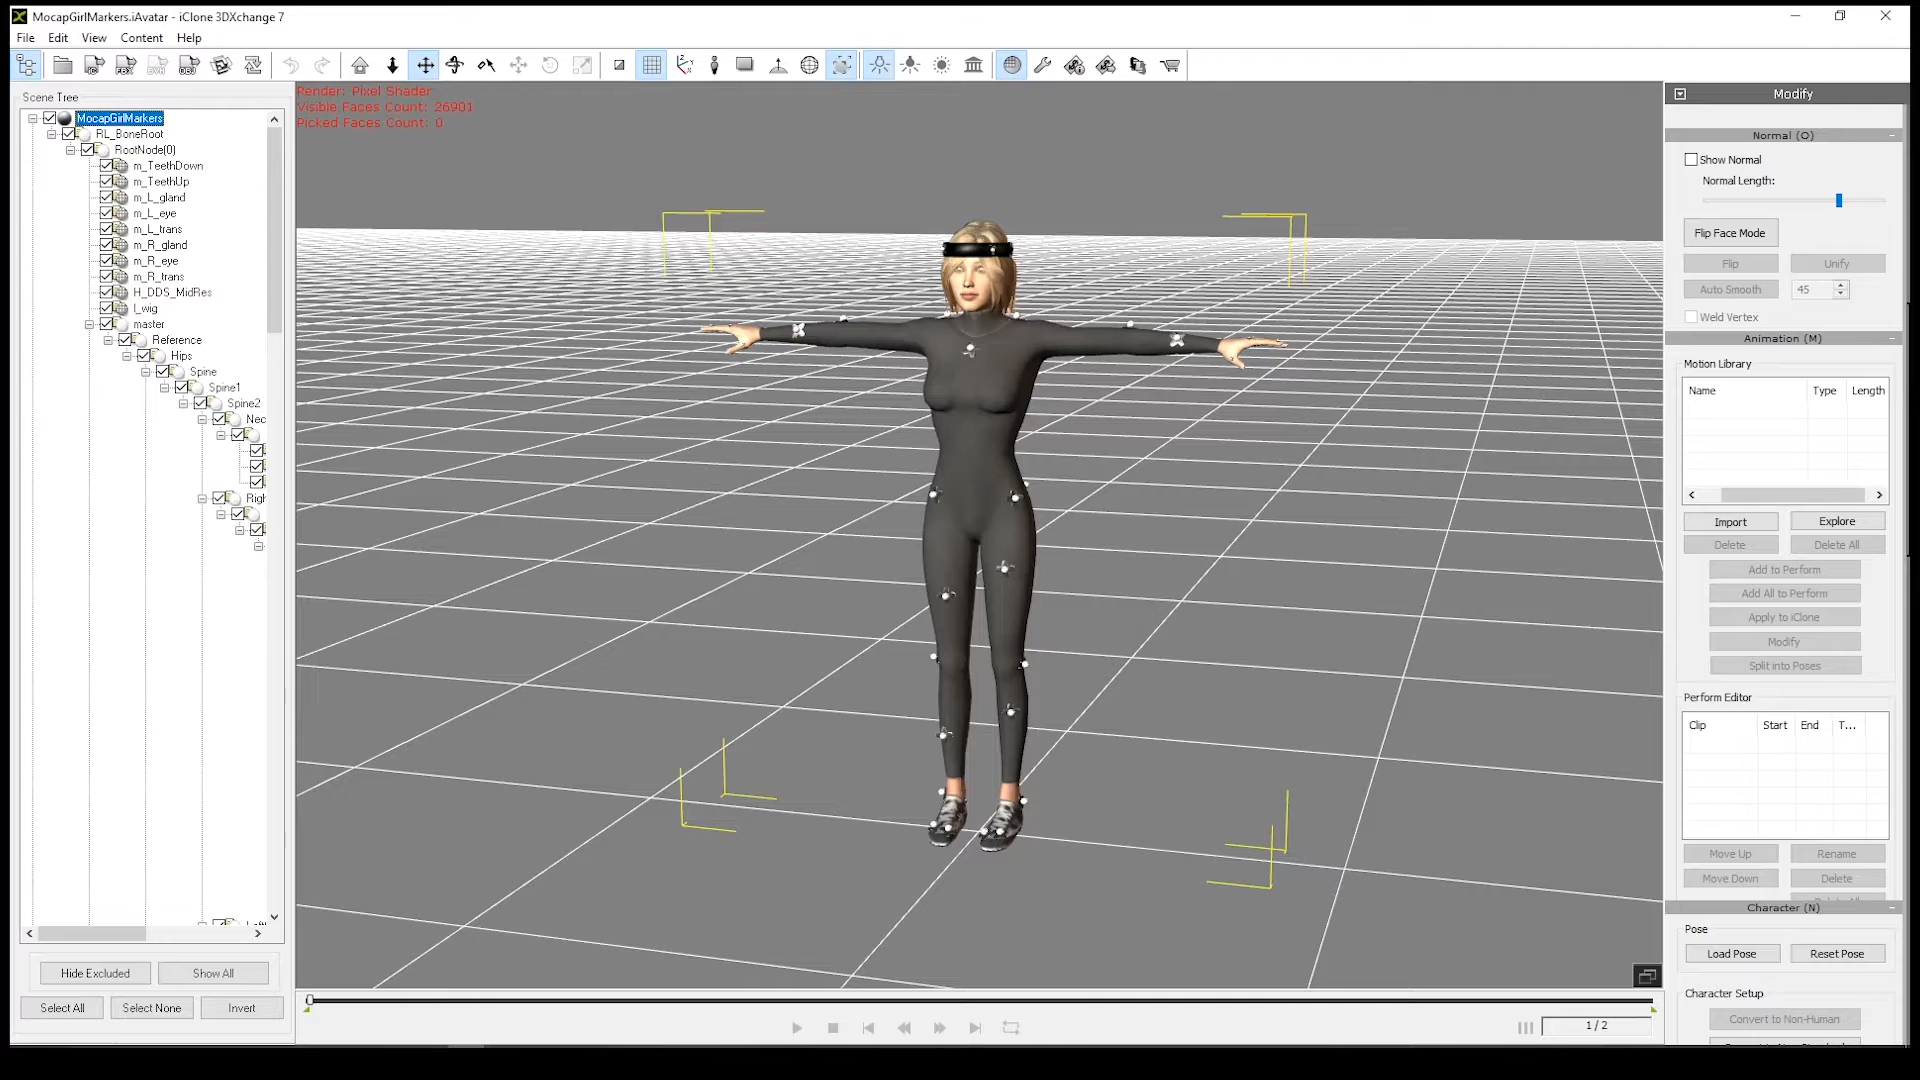 MocapGirlMarkers.iAvatar - iClone 3DXchange 7
File Edit View Content Help
Scene Tree
MocapGirlMarkers
RL_BoneRoot
RootNode(0)
m_TeethDown
m_TeethUp
m_L_gland
m_L_eye
m_L_trans
m_R_gland
m_R_eye
m_R_trans
H_DDS_MidRes
l_wig
master
Reference
Hips
Spine
Spine1
Spine2
Nec
Righ
Hide Excluded Show All
Select All Select None Invert
Render: Pixel Shader
Visible Faces Count: 26901
Picked Faces Count: 0
1 / 2
Modify
Normal (O)
Show Normal
Normal Length:
Flip Face Mode
Flip Unify
Auto Smooth 45
Weld Vertex
Animation (M)
Motion Library
Name Type Length
Import Explore
Delete Delete All
Add to Perform
Add All to Perform
Apply to iClone
Modify
Split into Poses
Perform Editor
Clip Start End T...
Move Up Rename
Move Down Delete
Character (N)
Pose
Load Pose Reset Pose
Character Setup
Convert to Non-Human